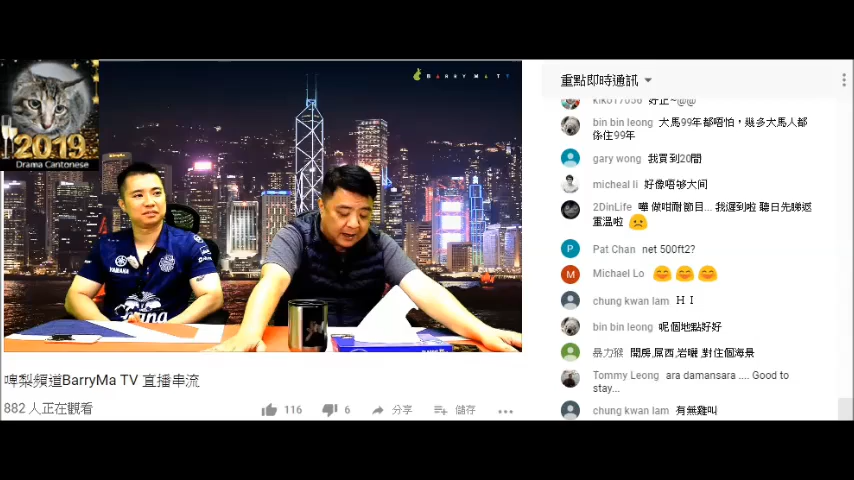 BARRYMA TV
2019
Drama Cantonese
YAMAHA
啤梨頻道BarryMa TV 直播串流
882 人正在觀看
116
6
分享
儲存
重點即時通訊
kiko17056 好正~@@
bin bin leong 大馬99年都唔怕，幾多大馬人都
係住99年
gary wong 我買到20間
micheal li 好像唔够大间
2DinLife 嘩 做咁耐節目... 我遲到啦 聽日先睇返
重溫啦
Pat Chan net 500ft2?
Michael Lo
chung kwan lam H I
bin bin leong 呢個地點好好
暴力猴 開房,屌西,岩曬,對住個海景
Tommy Leong ara damansara .... Good to
stay...
chung kwan lam 有無雞叫